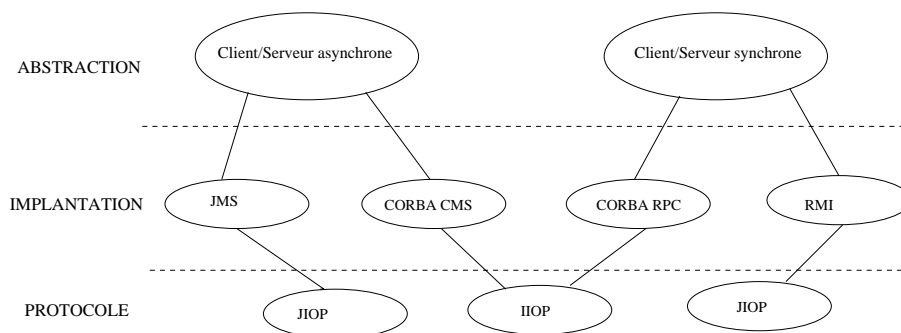 Client/Serveur asynchrone
Client/Serveur synchrone
ABSTRACTION
IMPLANTATION
JMS
CORBA CMS
CORBA RPC
RMI
PROTOCOLE
JIOP
IIOP
JIOP